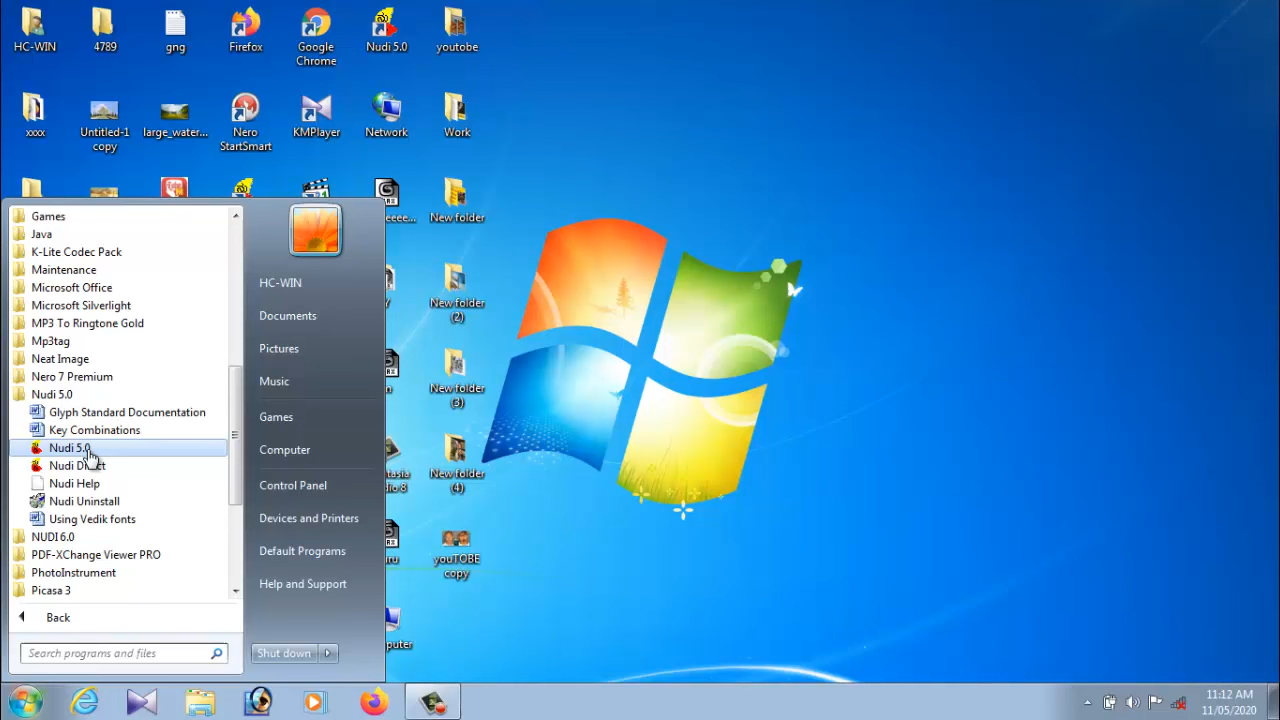 HC-WIN
4789
gng
Firefox
Google
Chrome
Nudi 5.0
youtobe
xxxx
Untitled-1
copy
large_water...
Nero
StartSmart
KMPlayer
Network
Work
New folder
New folder
(2)
New folder
(3)
New folder
(4)
youTOBE
copy
Games
Java
K-Lite Codec Pack
Maintenance
Microsoft Office
Microsoft Silverlight
MP3 To Ringtone Gold
Mp3tag
Neat Image
Nero 7 Premium
Nudi 5.0
Glyph Standard Documentation
Key Combinations
Nudi 5.0
Nudi
Nudi Help
Nudi Uninstall
Using Vedik fonts
NUDI 6.0
PDF-XChange Viewer PRO
PhotoInstrument
Picasa 3
Back
Search programs and files
HC-WIN
Documents
Pictures
Music
Games
Computer
Control Panel
Devices and Printers
Default Programs
Help and Support
Shut down
11:12 AM
11/05/2020